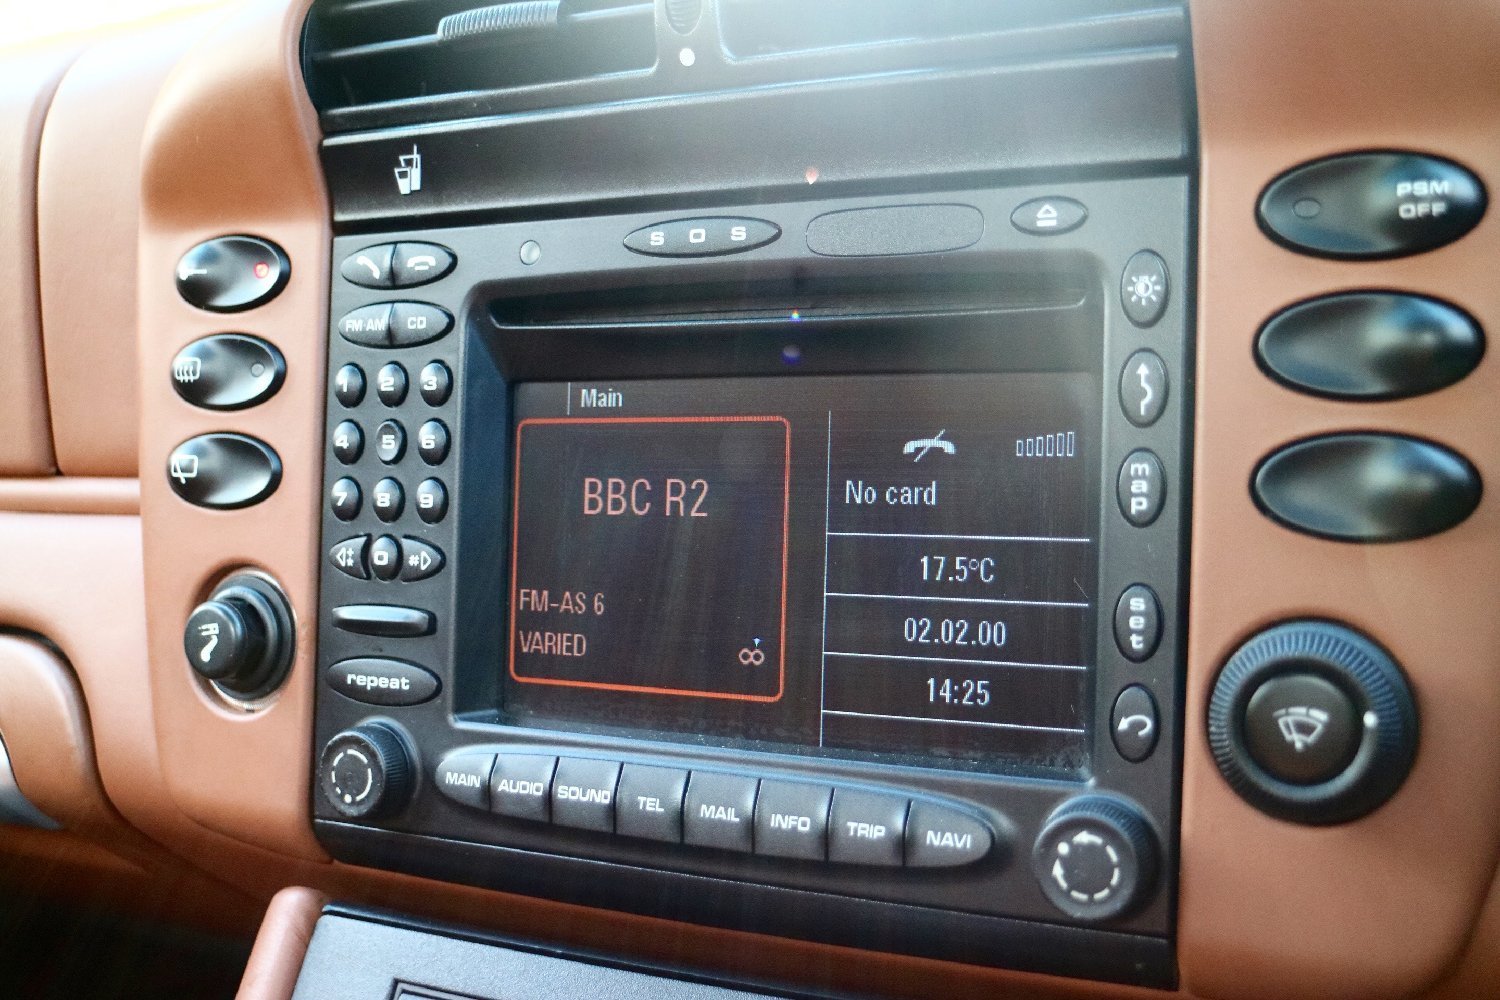 PSM
OFF
S O S
FM AM CD
1 2 3
4 5 6
7 8 9
0 #
repeat
Main
BBC R2
FM-AS 6
VARIED
No card
17.5°C
02.02.00
14:25
map
set
MAIN AUDIO SOUND TEL MAIL INFO TRIP NAVI